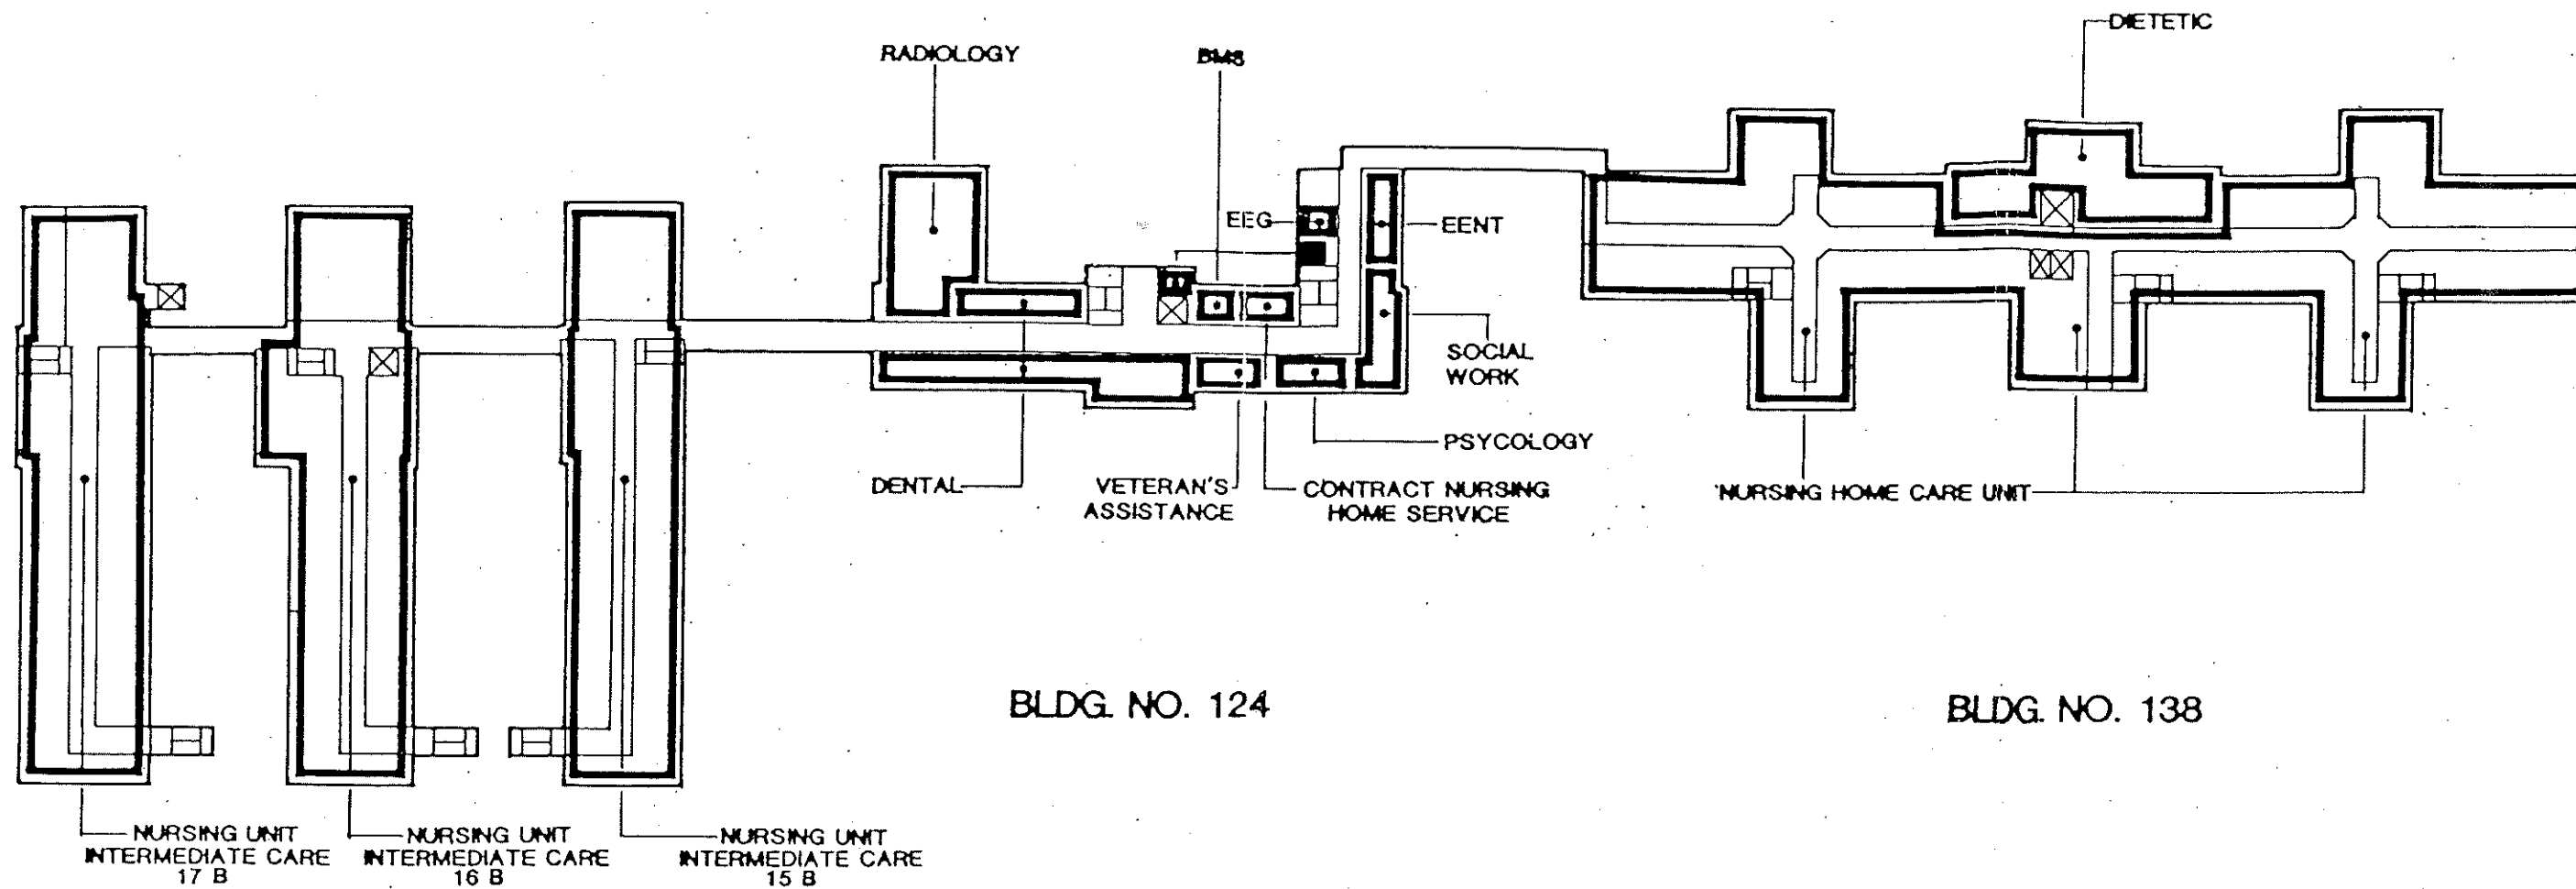 DIETETIC
RADIOLOGY
BMS
EEG
EENT
SOCIAL
WORK
PSYCOLOGY
DENTAL
VETERAN'S
ASSISTANCE
CONTRACT NURSING
HOME SERVICE
NURSING HOME CARE UNIT
BLDG. NO. 124
BLDG. NO. 138
NURSING UNIT
INTERMEDIATE CARE
17 B
NURSING UNIT
INTERMEDIATE CARE
16 B
NURSING UNIT
INTERMEDIATE CARE
15 B